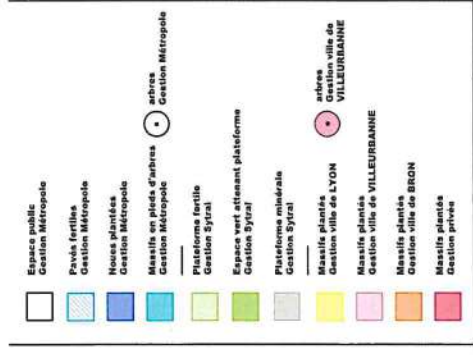 Espace public
Gestion Métropole
Pavés fertiles
Gestion Métropole
Noues plantées
Gestion Métropole
Massifs en pieds d'arbres
Gestion Métropole
arbres
Gestion Métropole
Plateforme fertile
Gestion Sytral
Espace vert attenant plateforme
Gestion Sytral
Plateforme minérale
Gestion Sytral
Massifs plantés
Gestion ville de LYON
arbres
Gestion ville de
VILLEURBANNE
Massifs plantés
Gestion ville de VILLEURBANNE
Massifs plantés
Gestion ville de BRON
Massifs plantés
Gestion privée